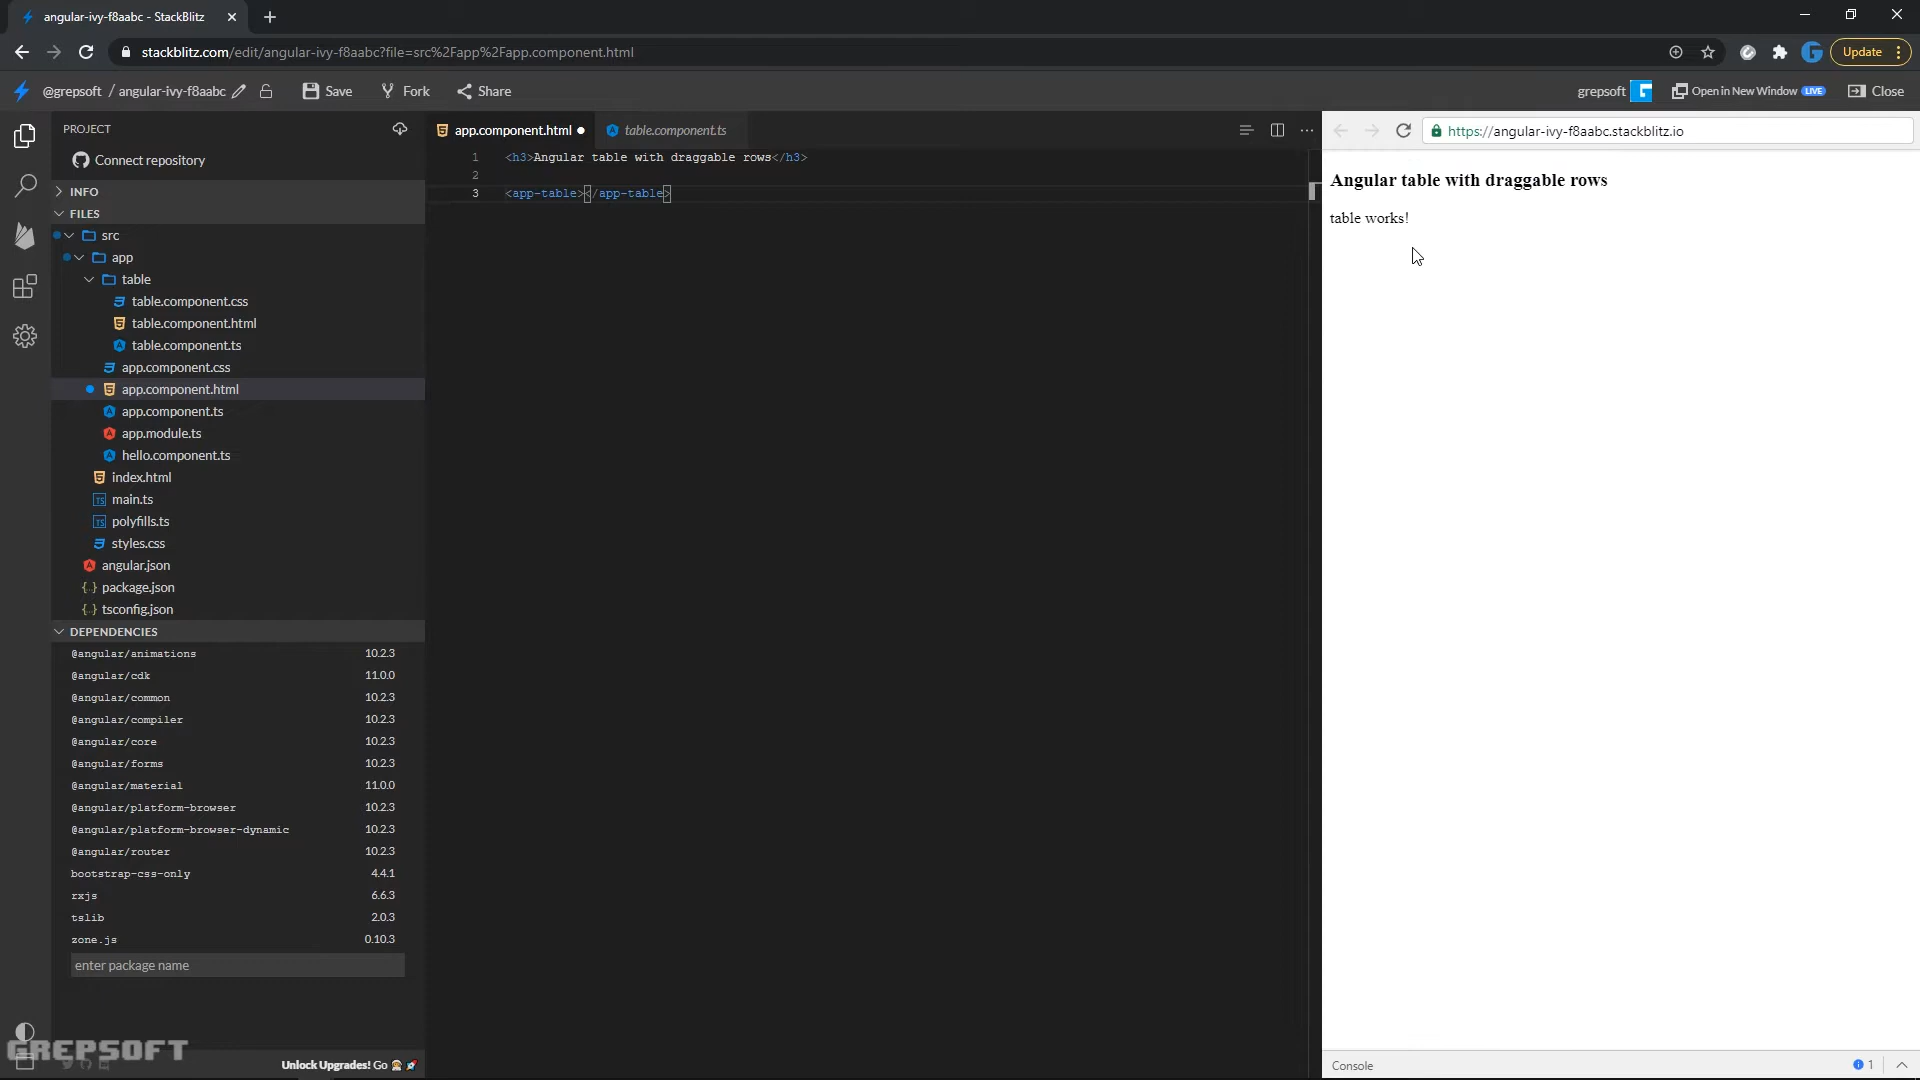 angular-ivy-f8aabc - StackBlitz
stackblitz.com/edit/angular-ivy-f8aabc?file=src%2Fapp%2Fapp.component.html
G
Update
@grepsoft / angular-ivy-f8aabc
Save
Fork
Share
grepsoft
Open in New Window LIVE
Close
PROJECT
Connect repository
INFO
FILES
src
app
table
table.component.css
table.component.html
table.component.ts
app.component.css
app.component.html
app.component.ts
app.module.ts
hello.component.ts
index.html
main.ts
polyfills.ts
styles.css
angular.json
package.json
tsconfig.json
DEPENDENCIES
@angular/animations 10.2.3
@angular/cdk 11.0.0
@angular/common 10.2.3
@angular/compiler 10.2.3
@angular/core 10.2.3
@angular/forms 10.2.3
@angular/material 11.0.0
@angular/platform-browser 10.2.3
@angular/platform-browser-dynamic 10.2.3
@angular/router 10.2.3
bootstrap-css-only 4.4.1
rxjs 6.6.3
tslib 2.0.3
zone.js 0.10.3
enter package name
GREPSOFT
Unlock Upgrades! Go
app.component.html
table.component.ts
1 <h3>Angular table with draggable rows</h3>
2
3 <app-table></app-table>
https://angular-ivy-f8aabc.stackblitz.io
Angular table with draggable rows
table works!
Console
1